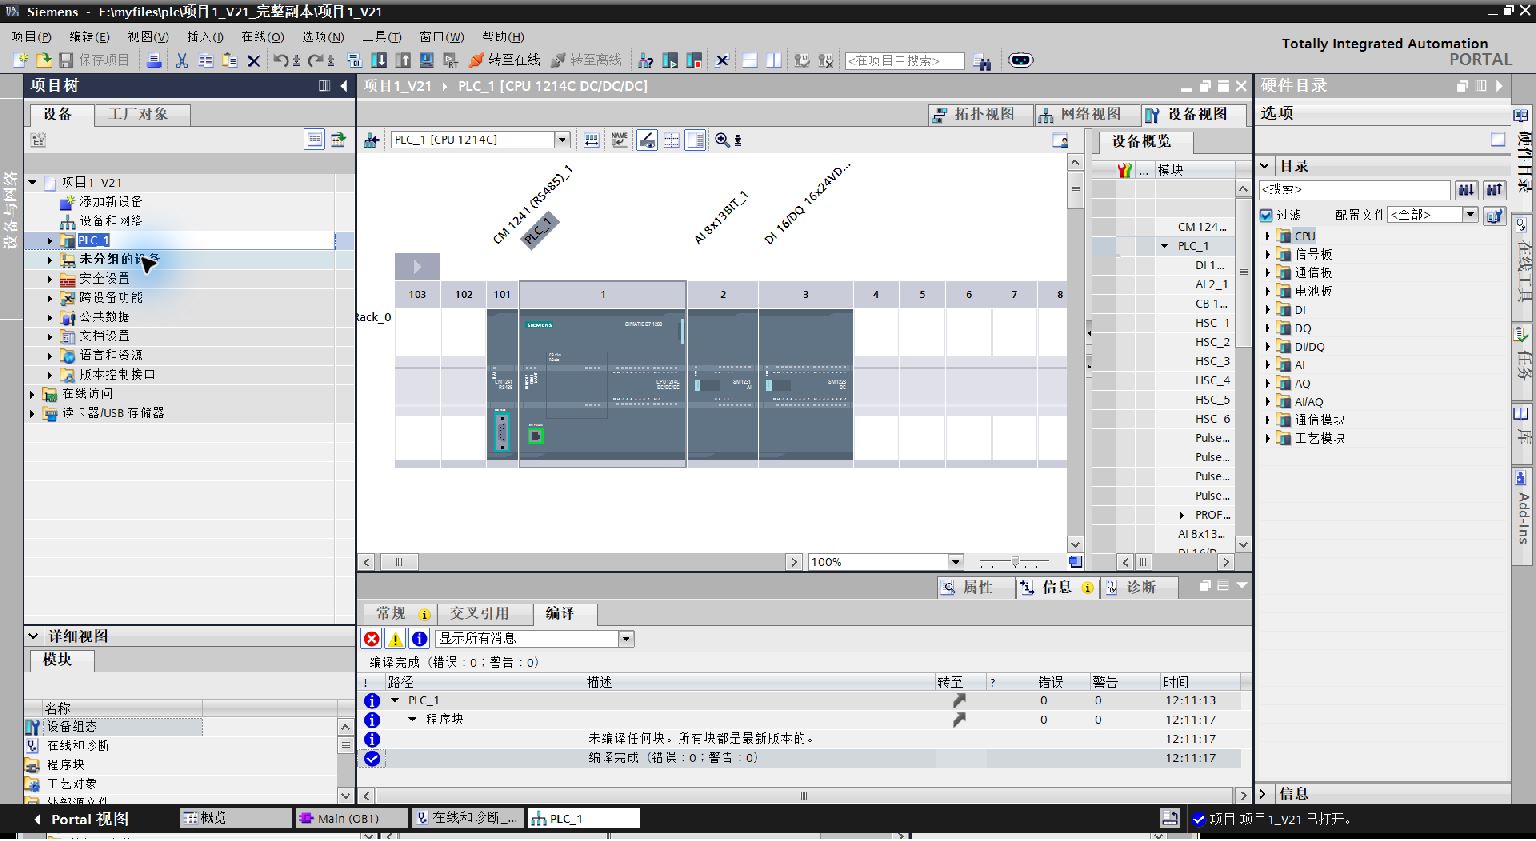 Siemens - E:\myfiles\plc\项目1_V21_完整副本\项目1_V21
项目(P) 编辑(E) 视图(V) 插入(I) 在线(O) 选项(N) 工具(T) 窗口(W) 帮助(H)
Totally Integrated Automation
PORTAL
保存项目 转至在线 转至离线 <在项目中搜索>
项目树
设备 工厂对象
项目1_V21
添加新设备
设备和网络
PLC_1
未分组的设备
安全设置
跨设备功能
公共数据
文档设置
语言和资源
版本控制接口
在线访问
读卡器/USB 存储器
设备与网络
详细视图
模块
名称
设备组态
在线和诊断
程序块
工艺对象
外部源文件
项目1_V21 PLC_1 [CPU 1214C DC/DC/DC]
拓扑视图 网络视图 设备视图
PLC_1 [CPU 1214C]
CM 1241 (RS485)_1
PLC_1
AI 8x13BIT_1
DI 16/DQ 16x24VD...
103 102 101 1 2 3 4 5 6 7 8
Rack_0
SIEMENS SIMATIC S7-1200
100%
设备概览
... 模块
CM 124...
PLC_1
DI 1...
AI 2_1
CB 1...
HSC_1
HSC_2
HSC_3
HSC_4
HSC_5
HSC_6
Pulse...
Pulse...
Pulse...
Pulse...
PROF...
AI 8x13...
DI 16/D...
属性 信息 诊断
常规 交叉引用 编译
显示所有消息
编译完成（错误：0；警告：0）
! 路径 描述 转至 ? 错误 警告 时间
PLC_1 0 0 12:11:13
程序块 0 0 12:11:17
未编译任何块。所有块都是最新版本的。 12:11:17
编译完成（错误：0；警告：0） 12:11:17
硬件目录
选项
目录
<搜索>
过滤 配置文件 <全部>
CPU
信号板
通信板
电池板
DI
DQ
DI/DQ
AI
AQ
AI/AQ
通信模块
工艺模块
信息
硬件目录
在线工具
任务
库
Add-Ins
Portal 视图 概览 Main (OB1) 在线和诊断_... PLC_1
项目 项目1_V21 已打开。